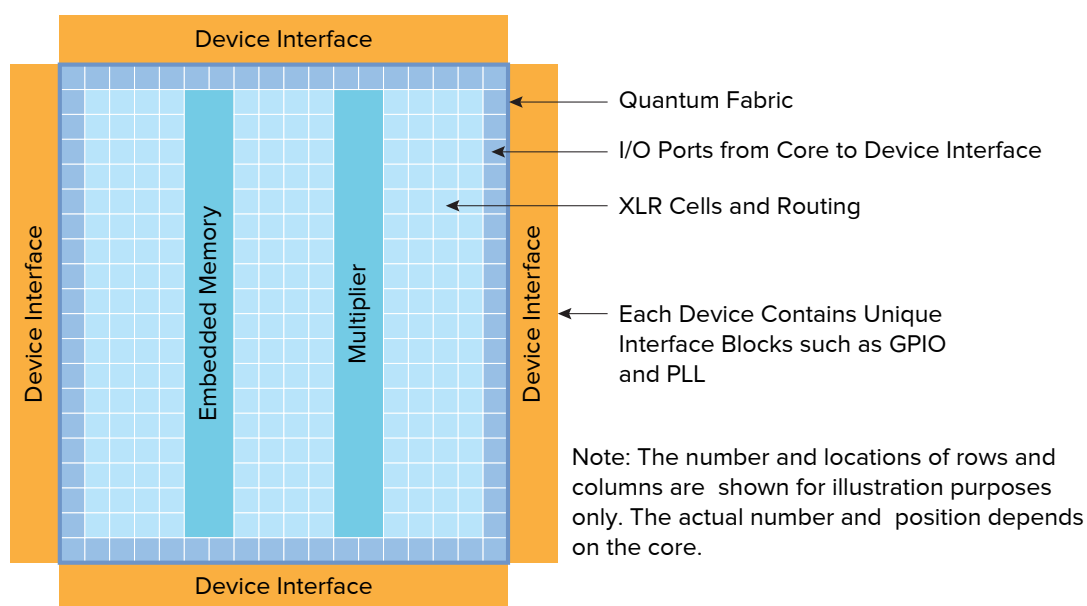 Device Interface
Quantum Fabric
I/O Ports from Core to Device Interface
XLR Cells and Routing
Device Interface
Embedded Memory
Multiplier
Device Interface
Each Device Contains Unique
Interface Blocks such as GPIO
and PLL
Note: The number and locations of rows and
columns are shown for illustration purposes
only. The actual number and position depends
on the core.
Device Interface